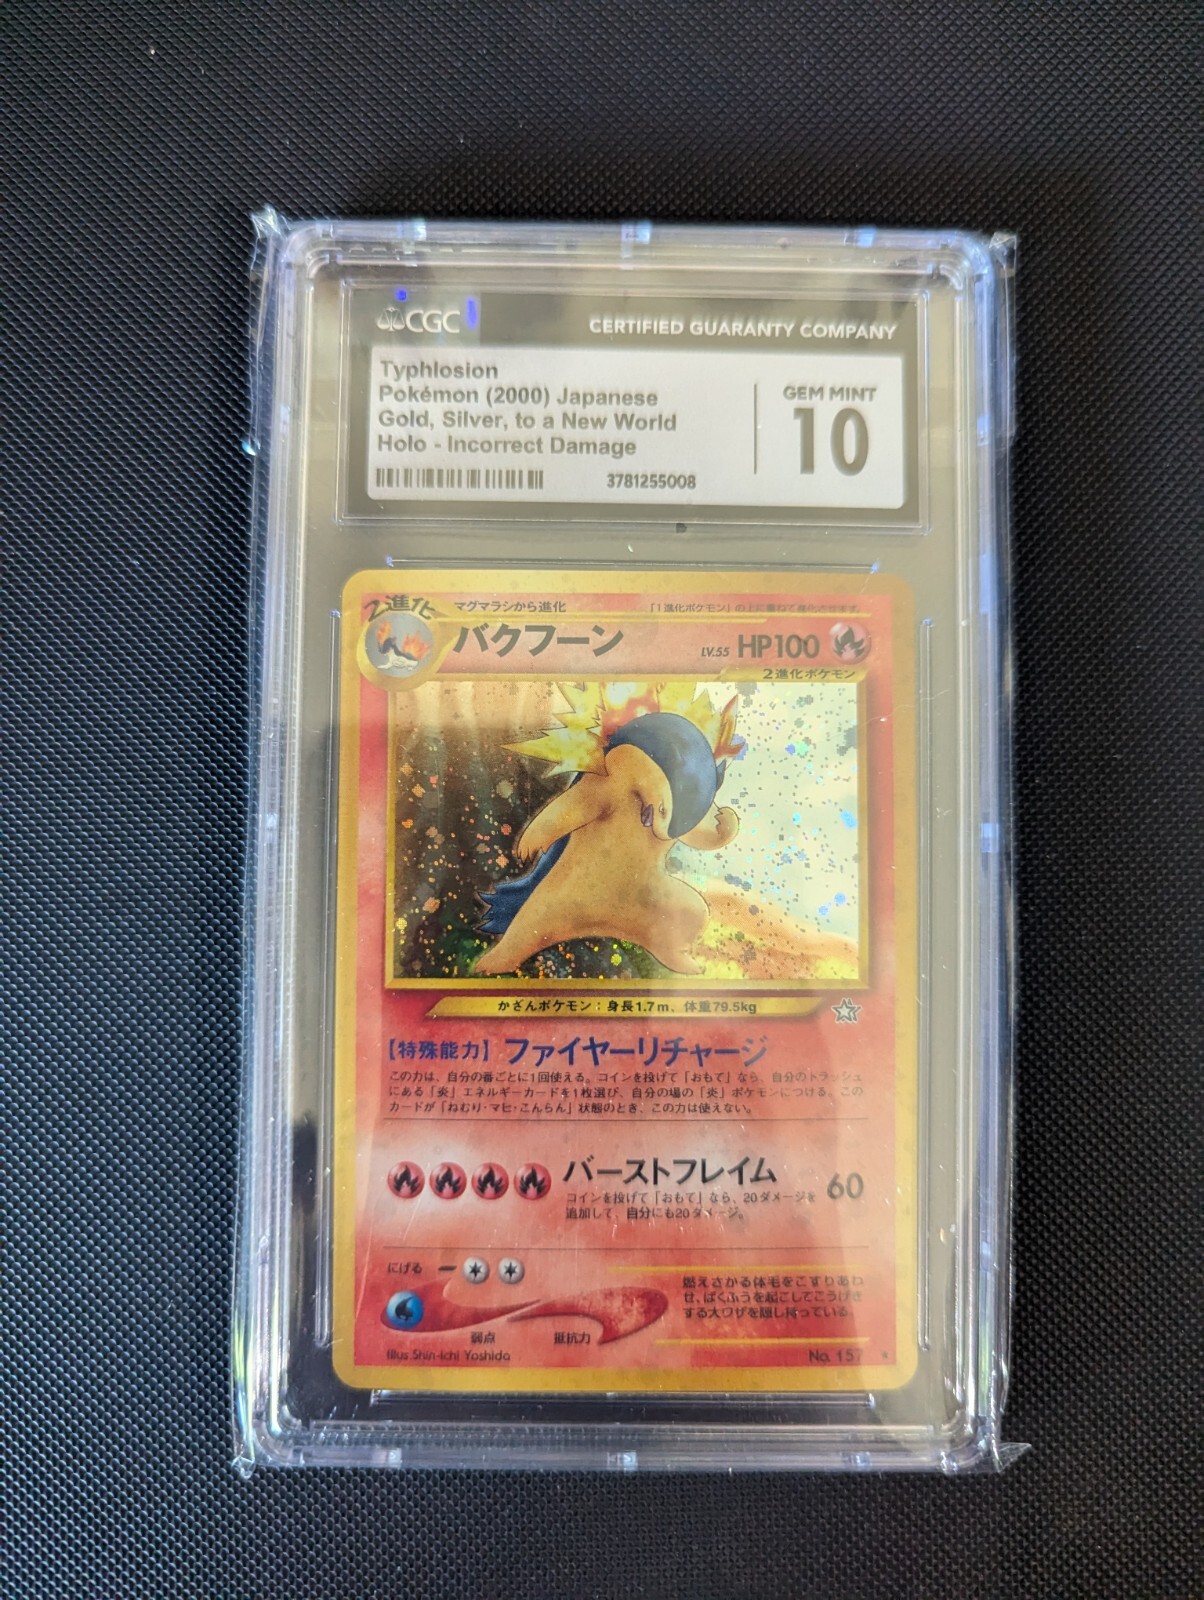 CGC
CERTIFIED GUARANTY COMPANY
Typhlosion
Pokémon (2000) Japanese
Gold, Silver, to a New World
Holo - Incorrect Damage
3781255008
GEM MINT
10
2進化
マグマラシから進化
「1進化ポケモン」の上に重ねて進化させます。
バクフーン
LV.55 HP100
2進化ポケモン
かざんポケモン：身長1.7m、体重79.5kg
【特殊能力】ファイヤーリチャージ
この力は、自分の番ごとに1回使える。コインを投げて「おもて」なら、自分のトラッシュ
にある「炎」エネルギーカードを1枚選び、自分の場の「炎」ポケモンにつける。この
カードが「ねむり・マヒ・こんらん」状態のとき、この力は使えない。
バーストフレイム 60
コインを投げて「おもて」なら、20ダメージを
追加して、自分にも20ダメージ。
にげる
弱点
抵抗力
燃えさかる体毛をこすりあわ
せ、ばくふうを起こしてこうげき
する大ワザを隠し持っている。
Illus.Shin-ichi Yoshida
No. 157